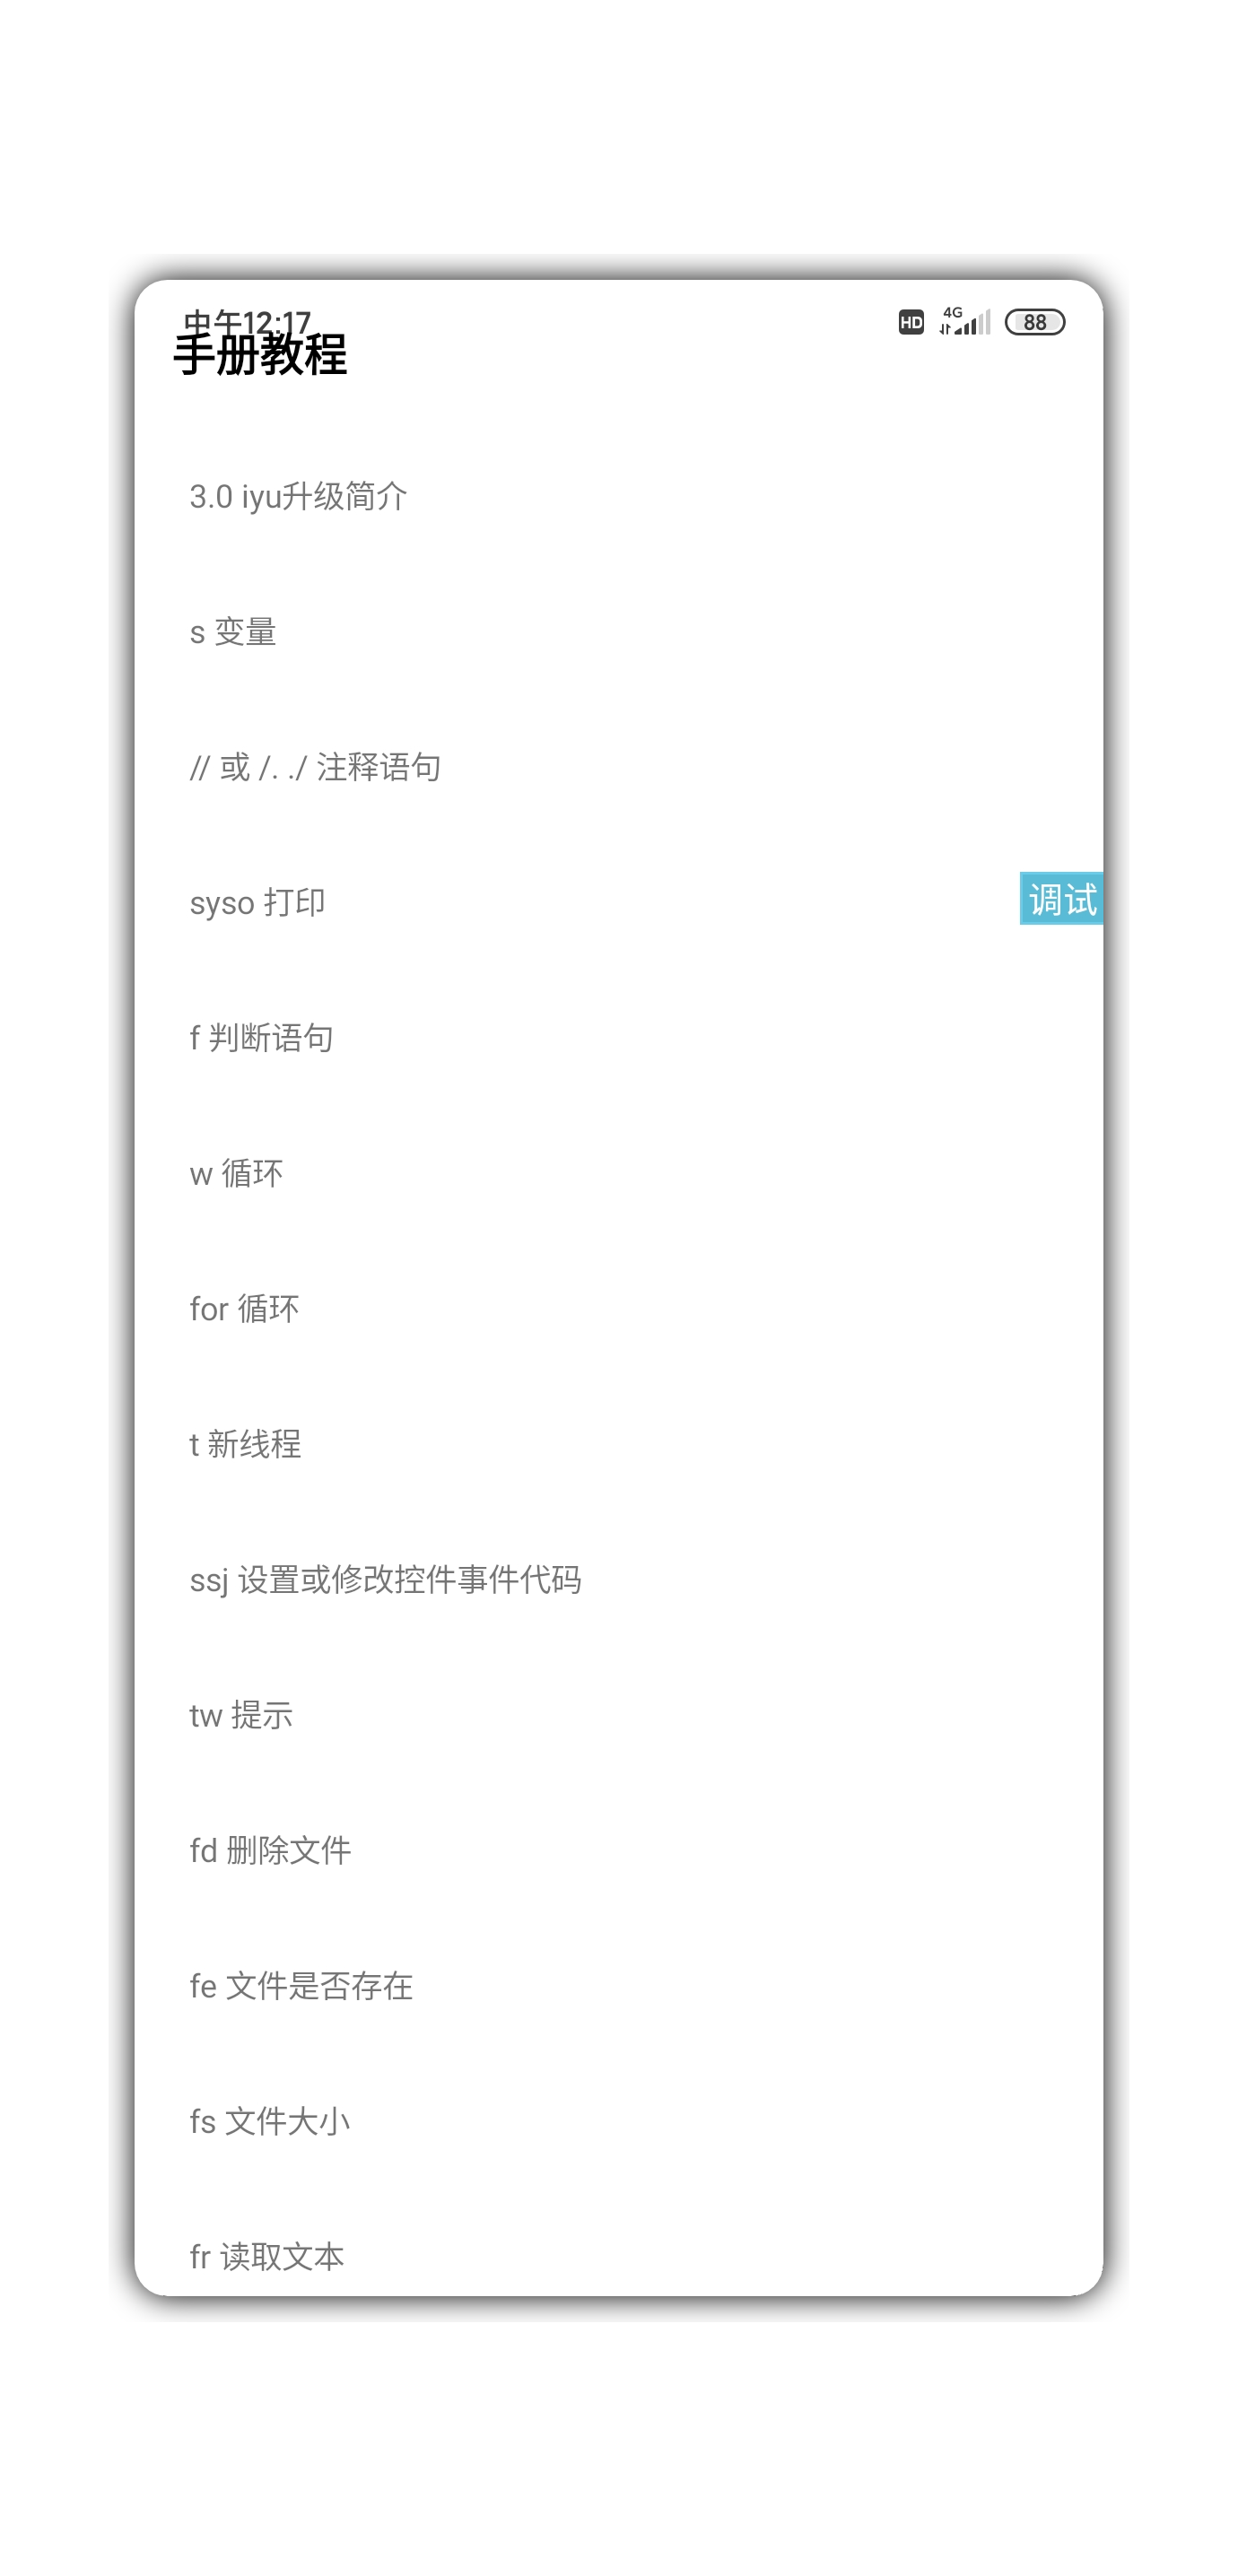 中午12:17
HD
4G
88
手册教程
3.0 iyu升级简介
s 变量
// 或 /. ./ 注释语句
syso 打印
调试
f 判断语句
w 循环
for 循环
t 新线程
ssj 设置或修改控件事件代码
tw 提示
fd 删除文件
fe 文件是否存在
fs 文件大小
fr 读取文本